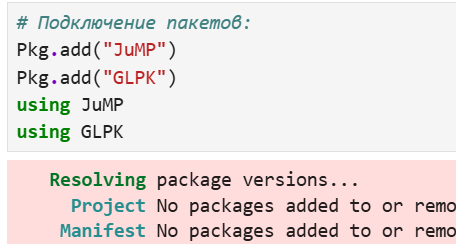 # Подключение пакетов:
Pkg.add("JuMP")
Pkg.add("GLPK")
using JuMP
using GLPK
Resolving package versions...
Project No packages added to or remo
Manifest No packages added to or remo